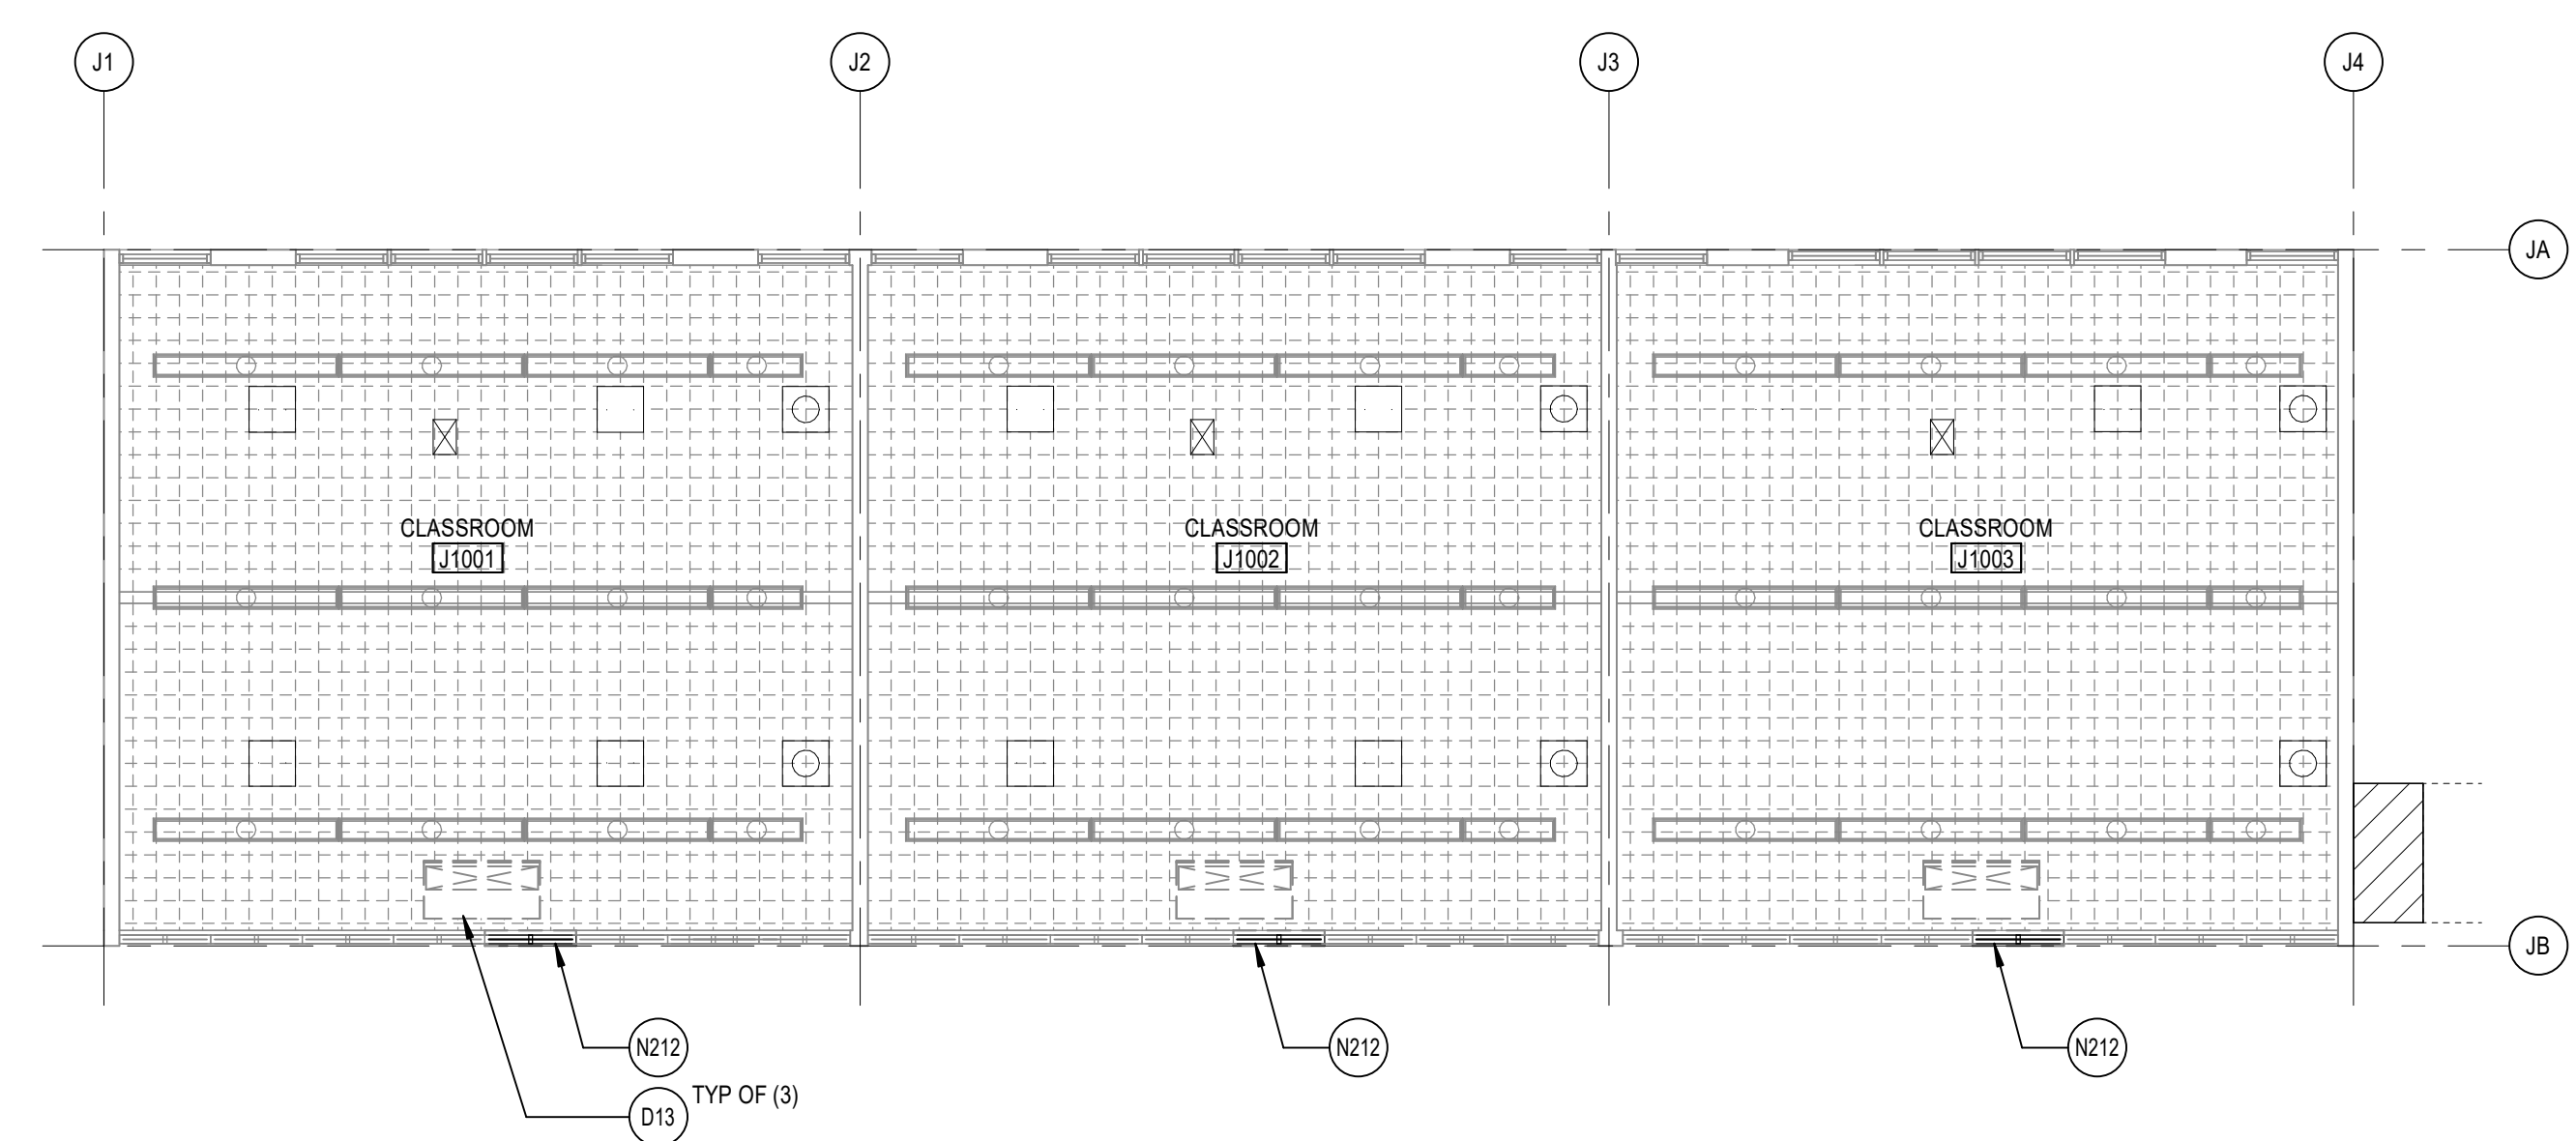 J1
J2
J3
J4
JA
CLASSROOM
J1001
CLASSROOM
J1002
CLASSROOM
J1003
JB
N212
N212
N212
TYP OF (3)
D13